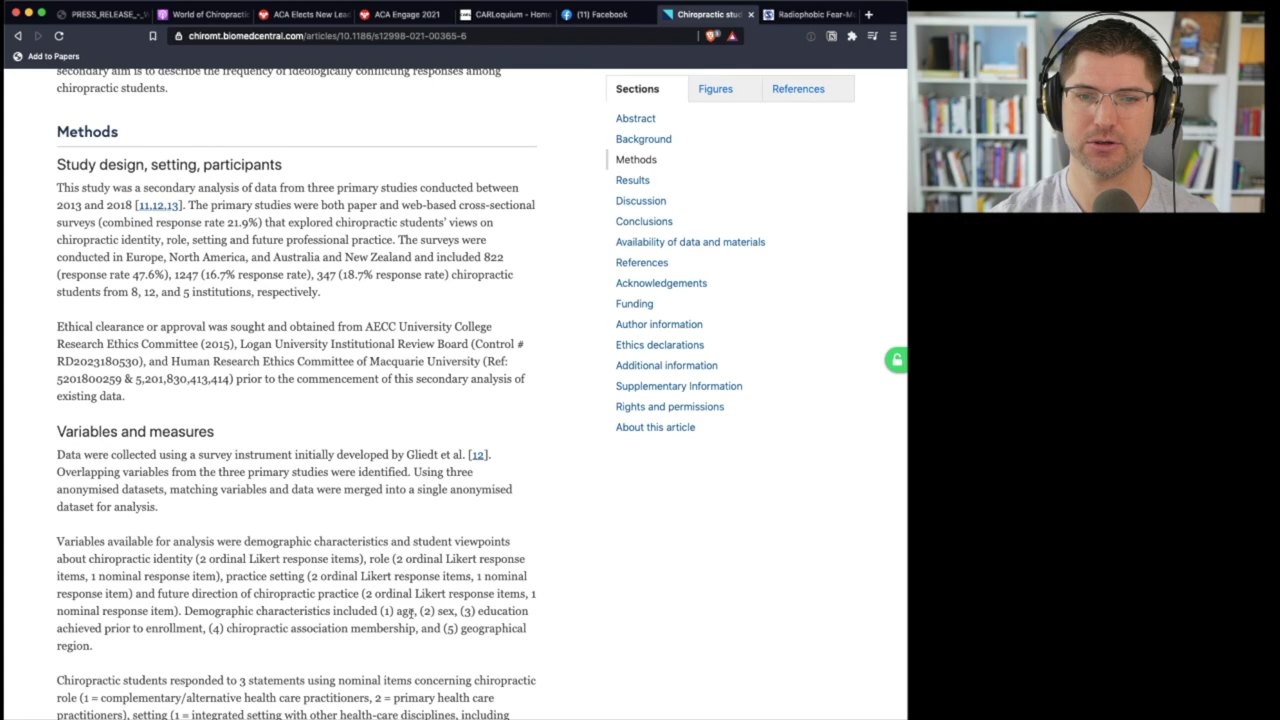 PRESS_RELEASE_-_
World of Chiropractic
ACA Elects New Lead
ACA Engage 2021
CARLoquium - Home
(11) Facebook
Chiropractic stud
Radiophobic Fear-M
chiromt.biomedcentral.com/articles/10.1186/s12998-021-00365-6
Add to Papers
secondary aim is to describe the frequency of ideologically conflicting responses among
chiropractic students.
Methods
Study design, setting, participants
This study was a secondary analysis of data from three primary studies conducted between
2013 and 2018 [11,12,13]. The primary studies were both paper and web-based cross-sectional
surveys (combined response rate 21.9%) that explored chiropractic students' views on
chiropractic identity, role, setting and future professional practice. The surveys were
conducted in Europe, North America, and Australia and New Zealand and included 822
(response rate 47.6%), 1247 (16.7% response rate), 347 (18.7% response rate) chiropractic
students from 8, 12, and 5 institutions, respectively.
Ethical clearance or approval was sought and obtained from AECC University College
Research Ethics Committee (2015), Logan University Institutional Review Board (Control #
RD2023180530), and Human Research Ethics Committee of Macquarie University (Ref:
5201800259 & 5,201,830,413,414) prior to the commencement of this secondary analysis of
existing data.
Variables and measures
Data were collected using a survey instrument initially developed by Gliedt et al. [12].
Overlapping variables from the three primary studies were identified. Using three
anonymised datasets, matching variables and data were merged into a single anonymised
dataset for analysis.
Variables available for analysis were demographic characteristics and student viewpoints
about chiropractic identity (2 ordinal Likert response items), role (2 ordinal Likert response
items, 1 nominal response item), practice setting (2 ordinal Likert response items, 1 nominal
response item) and future direction of chiropractic practice (2 ordinal Likert response items, 1
nominal response item). Demographic characteristics included (1) age, (2) sex, (3) education
achieved prior to enrollment, (4) chiropractic association membership, and (5) geographical
region.
Chiropractic students responded to 3 statements using nominal items concerning chiropractic
role (1 = complementary/alternative health care practitioners, 2 = primary health care
practitioners), setting (1 = integrated setting with other health-care disciplines, including
Sections
Figures
References
Abstract
Background
Methods
Results
Discussion
Conclusions
Availability of data and materials
References
Acknowledgements
Funding
Author information
Ethics declarations
Additional information
Supplementary Information
Rights and permissions
About this article